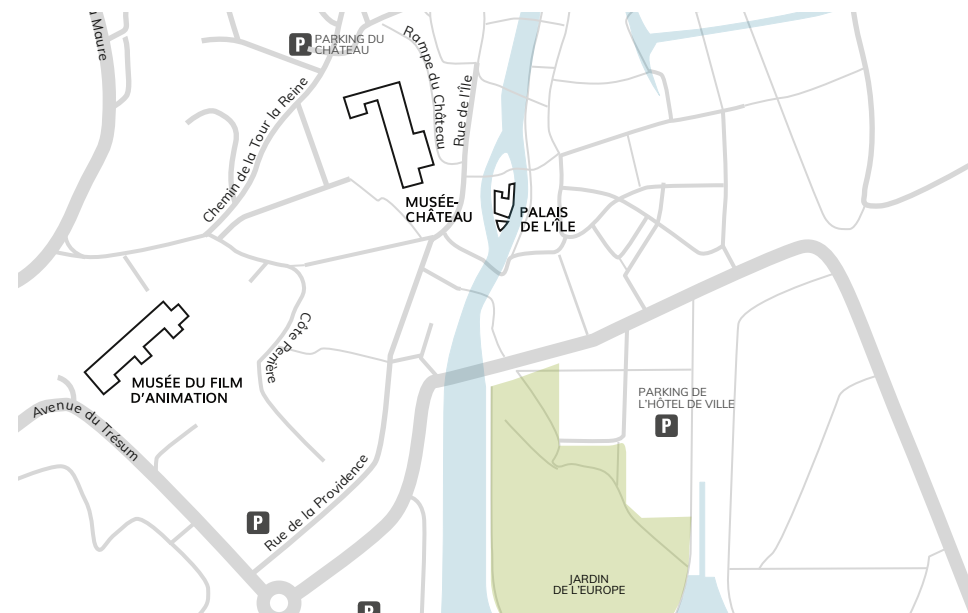 Maure
P
PARKING DU
CHÂTEAU
Rampe du Château
Rue de l'Île
Chemin de la Tour la Reine
MUSÉE-
CHÂTEAU
PALAIS
DE L'ÎLE
Côte Perrière
MUSÉE DU FILM
D'ANIMATION
Avenue du Trésum
PARKING DE
L'HÔTEL DE VILLE
P
Rue de la Providence
P
JARDIN
DE L'EUROPE
P